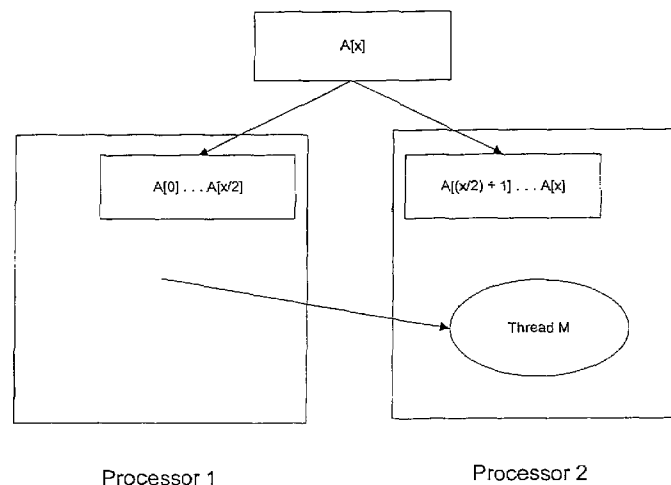 A[x]
A[0] . . . A[x/2]
A[(x/2) + 1] . . . A[x]
Thread M
Processor 1
Processor 2